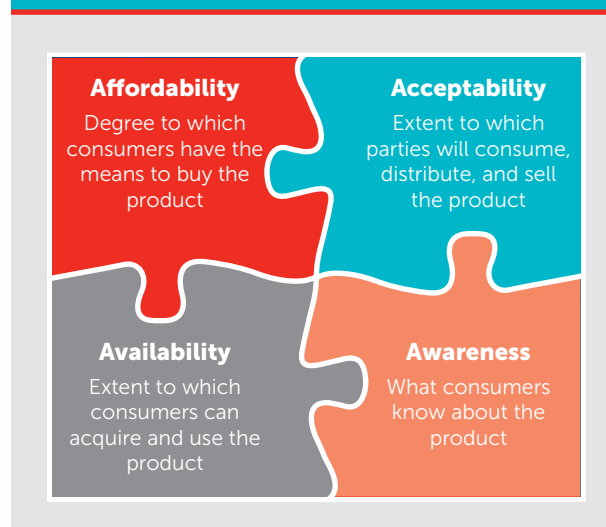 Affordability
Degree to which
consumers have the
means to buy the
product
Acceptability
Extent to which
parties will consume,
distribute, and sell
the product
Availability
Extent to which
consumers can
acquire and use the
product
Awareness
What consumers
know about the
product